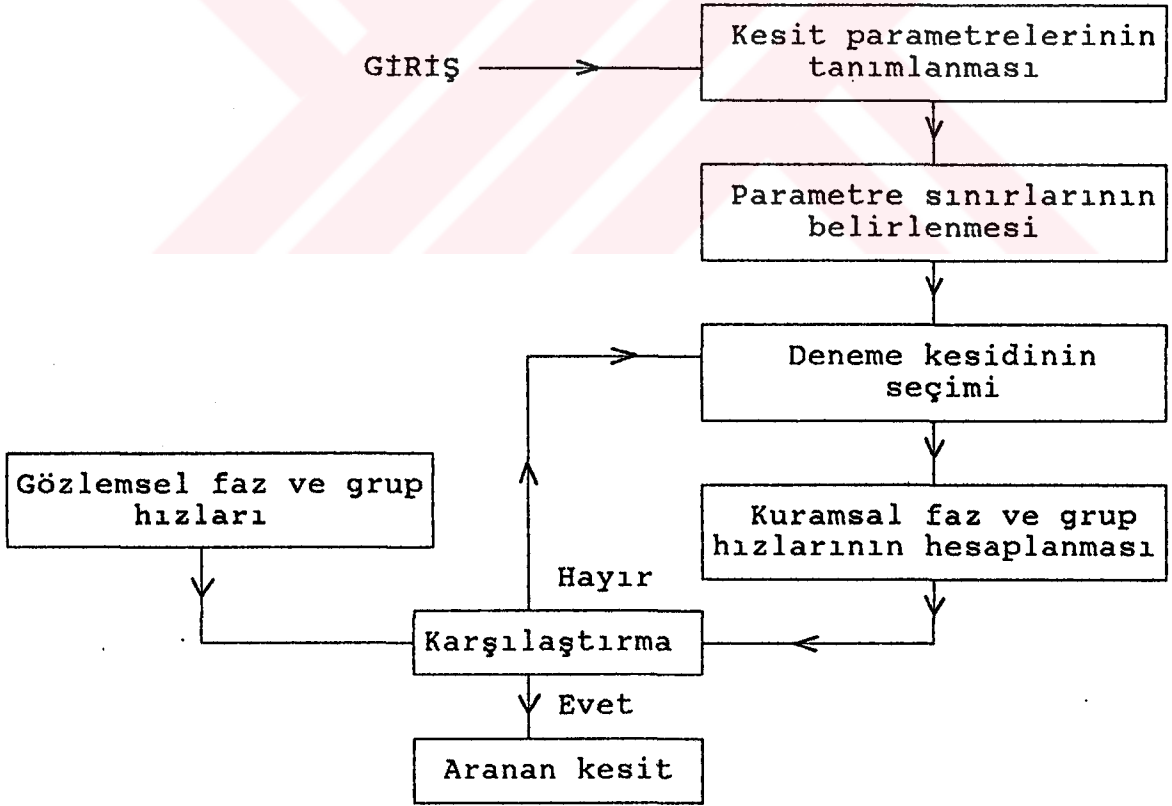 Kesit parametrelerinin
tanımlanması
GİRİŞ
Parametre sınırlarının
belirlenmesi
Deneme kesidinin
seçimi
Gözlemsel faz ve grup
hızları
Kuramsal faz ve grup
hızlarının hesaplanması
Hayır
Karşılaştırma
Evet
Aranan kesit